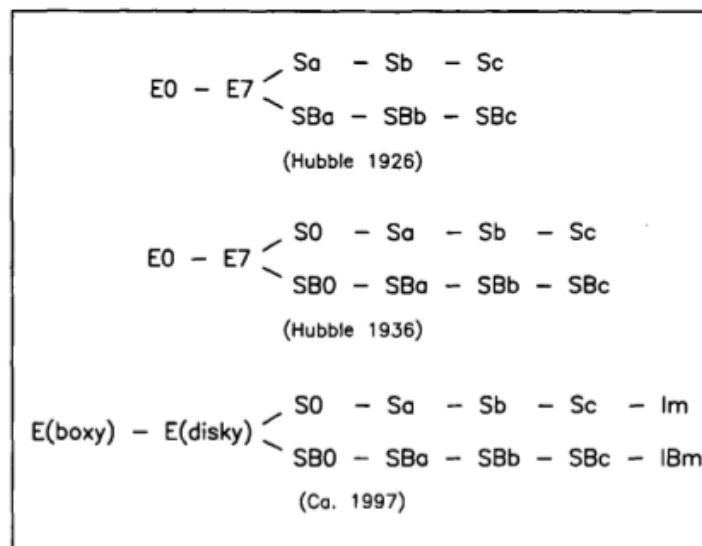 Sa – Sb – Sc
E0 – E7
SBa – SBb – SBc
(Hubble 1926)
S0 – Sa – Sb – Sc
E0 – E7
SB0 – SBa – SBb – SBc
(Hubble 1936)
S0 – Sa – Sb – Sc – Im
E(boxy) – E(disky)
SB0 – SBa – SBb – SBc – IBm
(Ca. 1997)